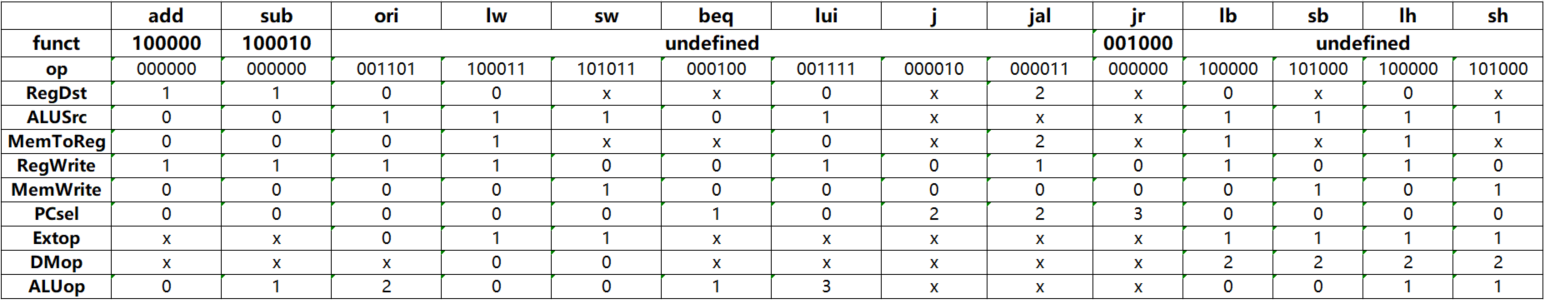 add sub ori lw sw beq lui j jal jr lb sb lh sh
funct 100000 100010 undefined 001000 undefined
op 000000 000000 001101 100011 101011 000100 001111 000010 000011 000000 100000 101000 100000 101000
RegDst 1 1 0 0 x x 0 x 2 x 0 x 0 x
ALUSrc 0 0 1 1 1 0 1 x x x 1 1 1 1
MemToReg 0 0 0 1 x x 0 x 2 x 1 x 1 x
RegWrite 1 1 1 1 0 0 1 0 1 0 1 0 1 0
MemWrite 0 0 0 0 1 0 0 0 0 0 0 1 0 1
PCsel 0 0 0 0 0 1 0 2 2 3 0 0 0 0
Extop x x 0 1 1 x x x x x 1 1 1 1
DMop x x x 0 0 x x x x x 2 2 2 2
ALUop 0 1 2 0 0 1 3 x x x 0 0 1 1